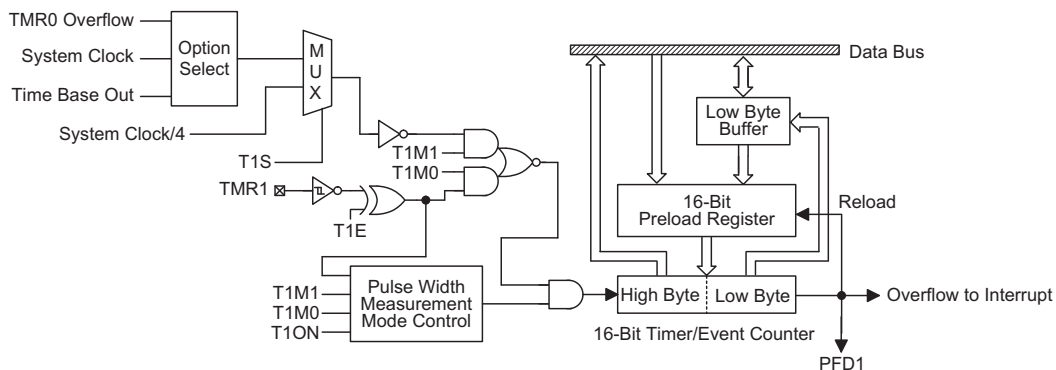 TMR0 Overflow
System Clock
Time Base Out
Option
Select
M
U
X
System Clock/4
T1S
T1M1
T1M0
TMR1
T1E
T1M1
T1M0
T1ON
Pulse Width
Measurement
Mode Control
Data Bus
Low Byte
Buffer
16-Bit
Preload Register
Reload
High Byte
Low Byte
Overflow to Interrupt
16-Bit Timer/Event Counter
PFD1